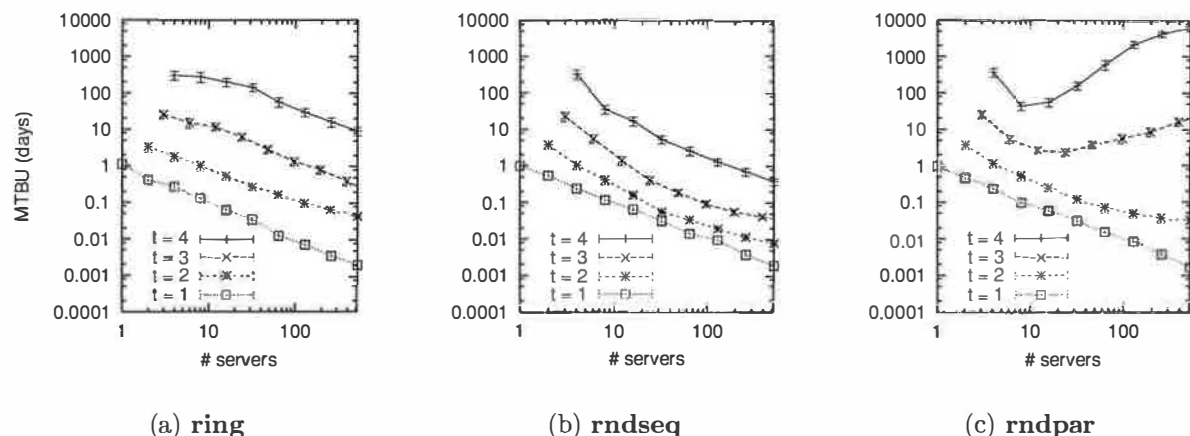 MTBU (days)
10000
1000
100
10
1
0.1
0.01
0.001
0.0001
t = 4
t = 3
t = 2
t = 1
1
10
100
# servers
10000
1000
100
10
1
0.1
0.01
0.001
0.0001
t = 4
t = 3
t = 2
t = 1
1
10
100
# servers
10000
1000
100
10
1
0.1
0.01
0.001
0.0001
t = 4
t = 3
t = 2
t = 1
1
10
100
# servers
(a) ring
(b) rndseq
(c) rndpar